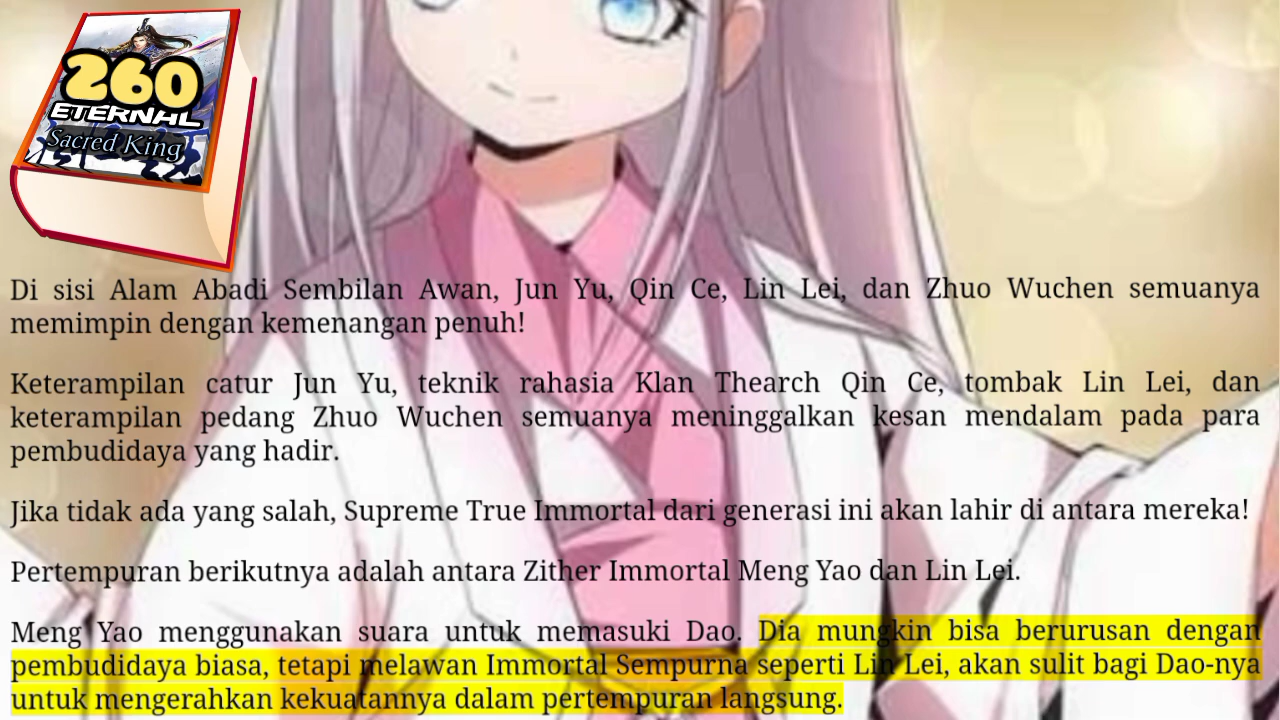 260
ETERNAL
Sacred King
Di sisi Alam Abadi Sembilan Awan, Jun Yu, Qin Ce, Lin Lei, dan Zhuo Wuchen semuanya
memimpin dengan kemenangan penuh!
Keterampilan catur Jun Yu, teknik rahasia Klan Thearch Qin Ce, tombak Lin Lei, dan
keterampilan pedang Zhuo Wuchen semuanya meninggalkan kesan mendalam pada para
pembudidaya yang hadir.
Jika tidak ada yang salah, Supreme True Immortal dari generasi ini akan lahir di antara mereka!
Pertempuran berikutnya adalah antara Zither Immortal Meng Yao dan Lin Lei.
Meng Yao menggunakan suara untuk memasuki Dao. Dia mungkin bisa berurusan dengan
pembudidaya biasa, tetapi melawan Immortal Sempurna seperti Lin Lei, akan sulit bagi Dao-nya
untuk mengerahkan kekuatannya dalam pertempuran langsung.